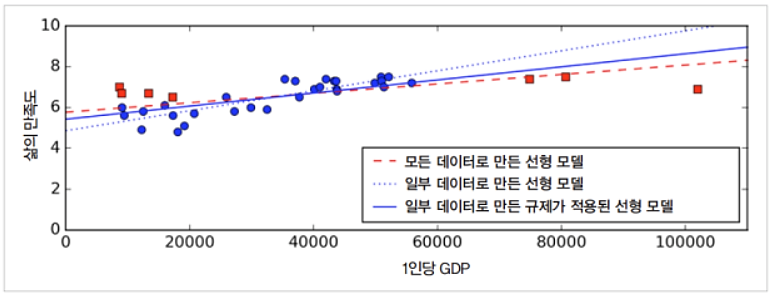 10
8
6
4
2
0
삶의 만족도
모든 데이터로 만든 선형 모델
일부 데이터로 만든 선형 모델
일부 데이터로 만든 규제가 적용된 선형 모델
0 20000 40000 60000 80000 100000
1인당 GDP